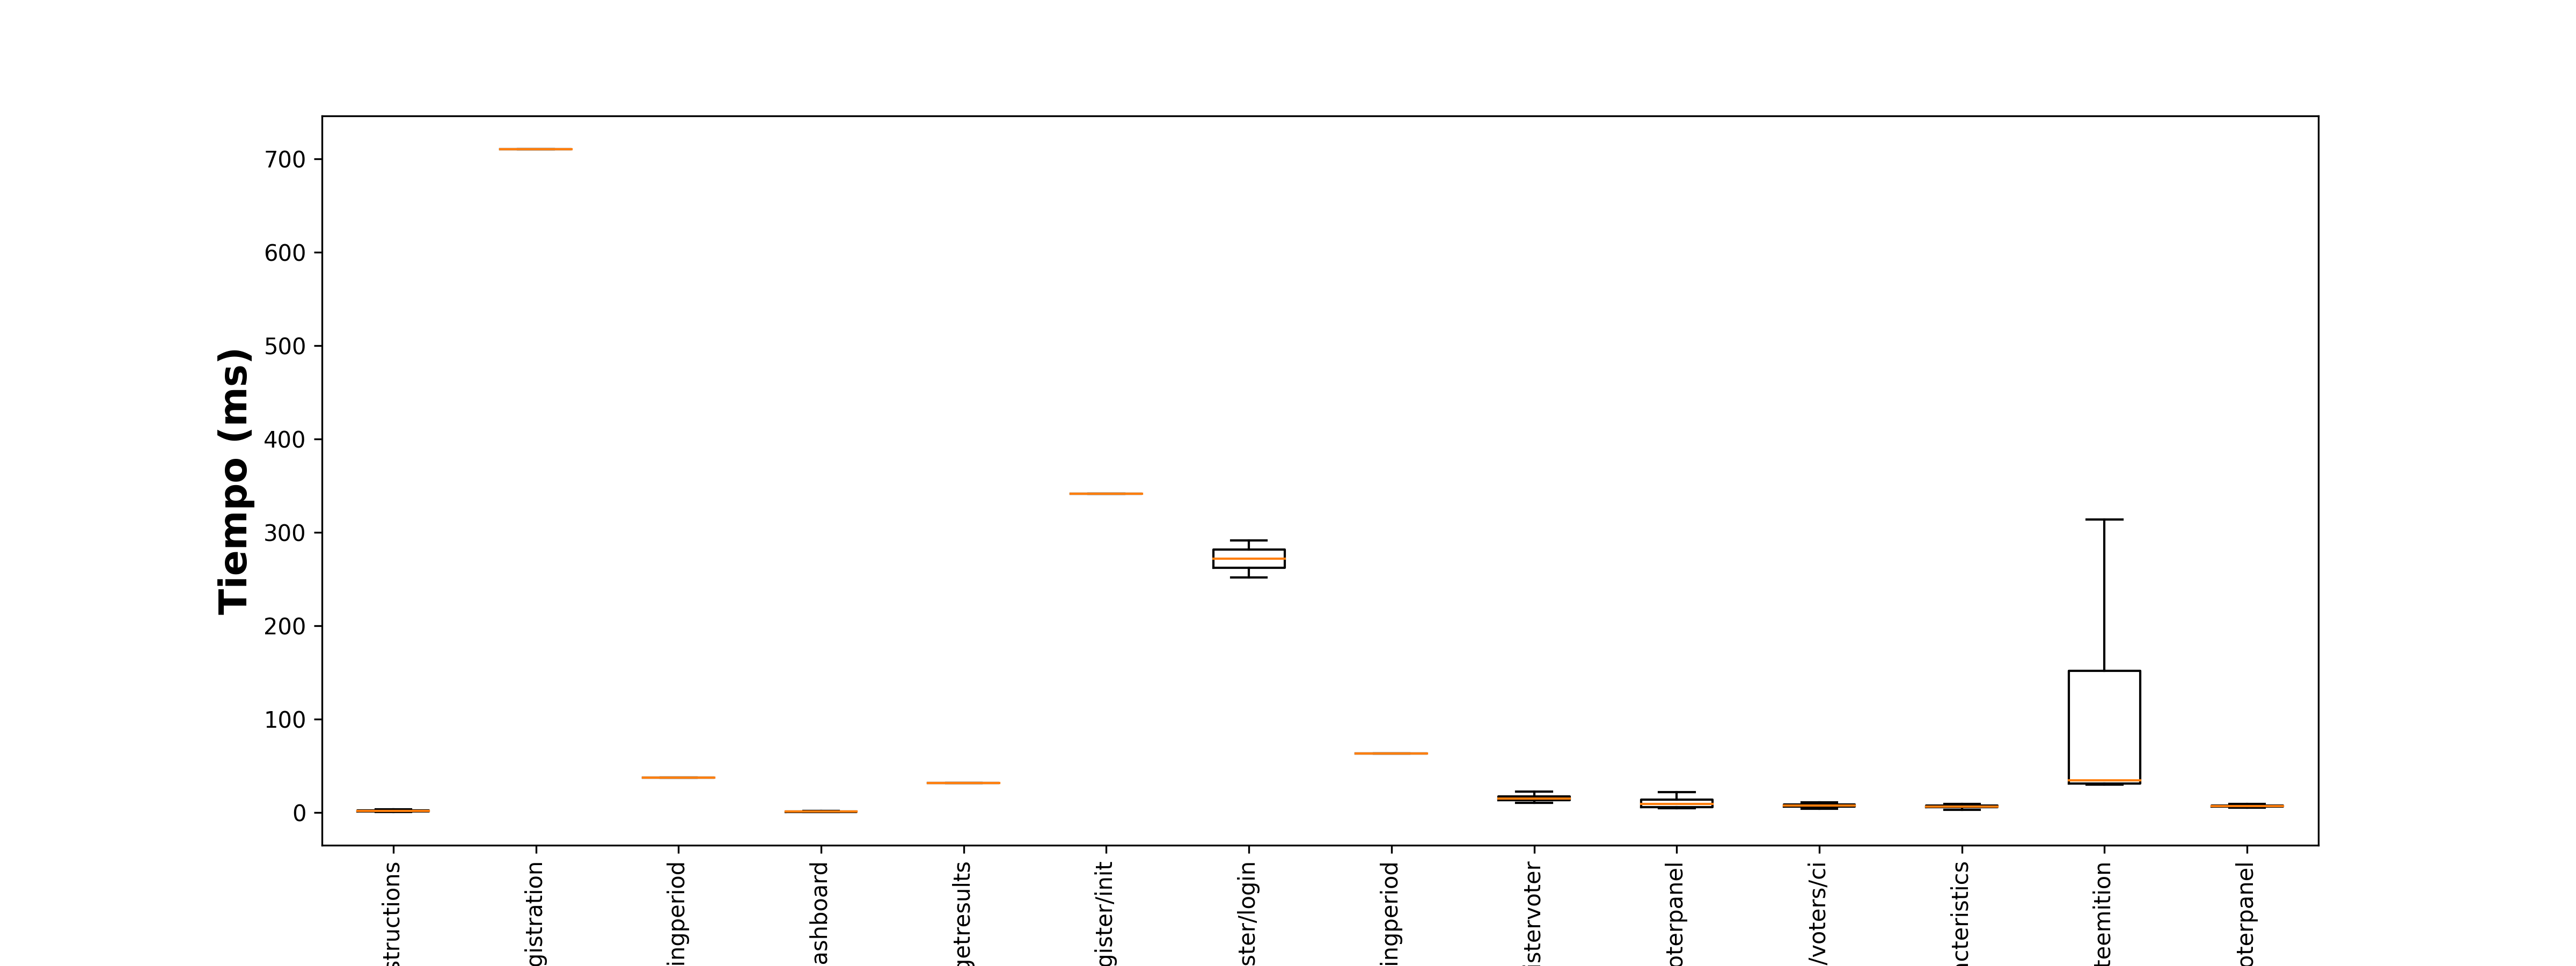 Tiempo (ms)
700
600
500
400
300
200
100
0
structions
gistration
ingperiod
ashboard
getresults
gister/init
ster/login
ingperiod
istervoter
oterpanel
/voters/ci
acteristics
teemition
oterpanel